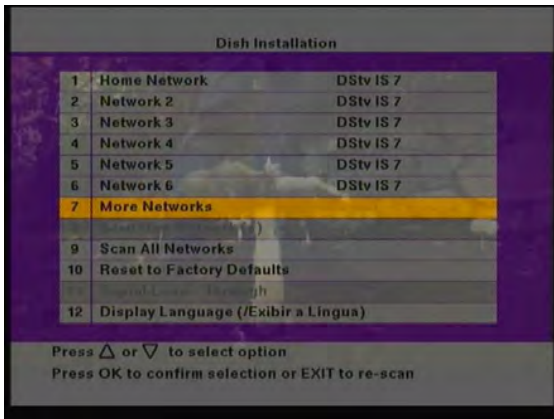 Dish Installation
1 Home Network DStv IS 7
2 Network 2 DStv IS 7
3 Network 3 DStv IS 7
4 Network 4 DStv IS 7
5 Network 5 DStv IS 7
6 Network 6 DStv IS 7
7 More Networks
9 Scan All Networks
10 Reset to Factory Defaults
through
12 Display Language (/Exibir a Lingua)
Press △ or ▽ to select option
Press OK to confirm selection or EXIT to re-scan